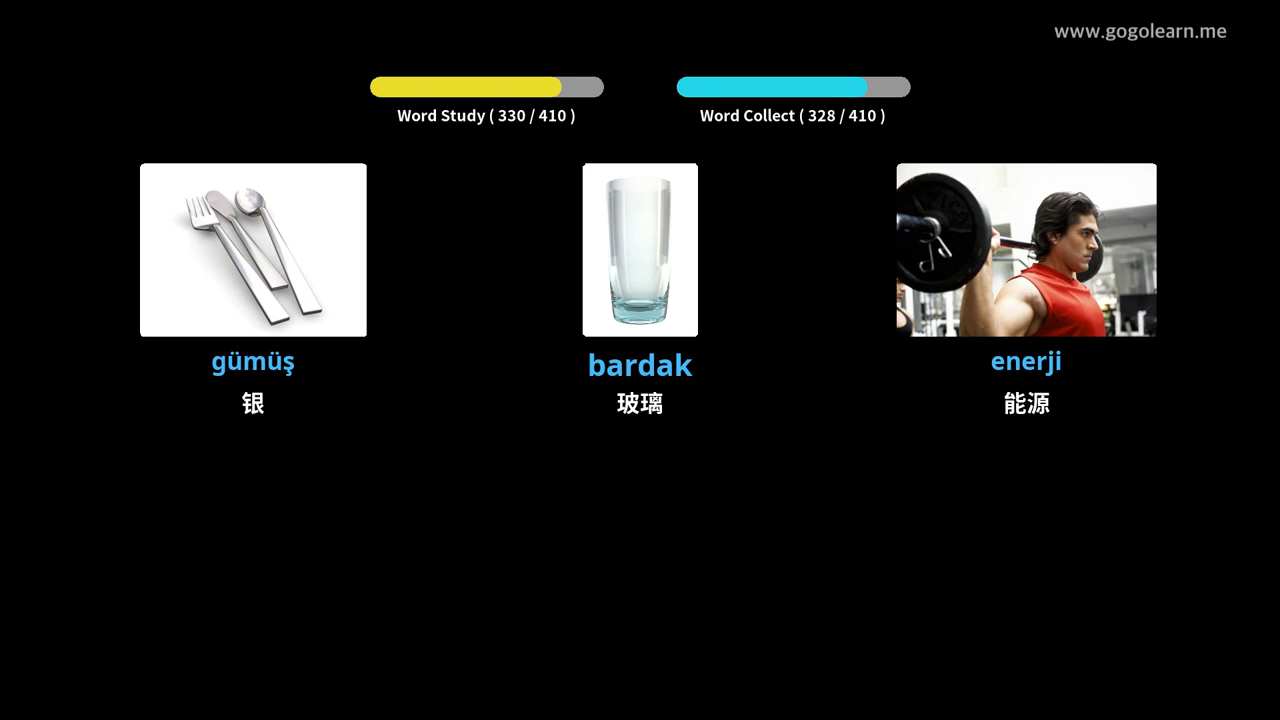 www.gogolearn.me
Word Study ( 330 / 410 )
Word Collect ( 328 / 410 )
gümüş
bardak
enerji
银
玻璃
能源